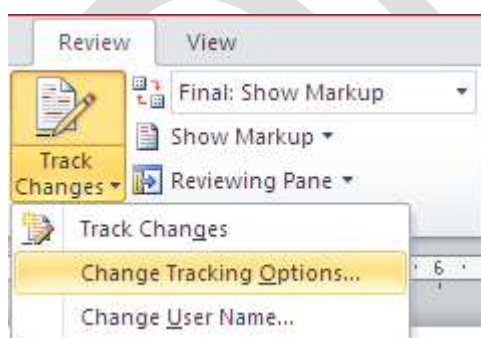 Review View
Final: Show Markup
Show Markup
Track
Changes
Reviewing Pane
Track Changes
Change Tracking Options...
6
Change User Name...